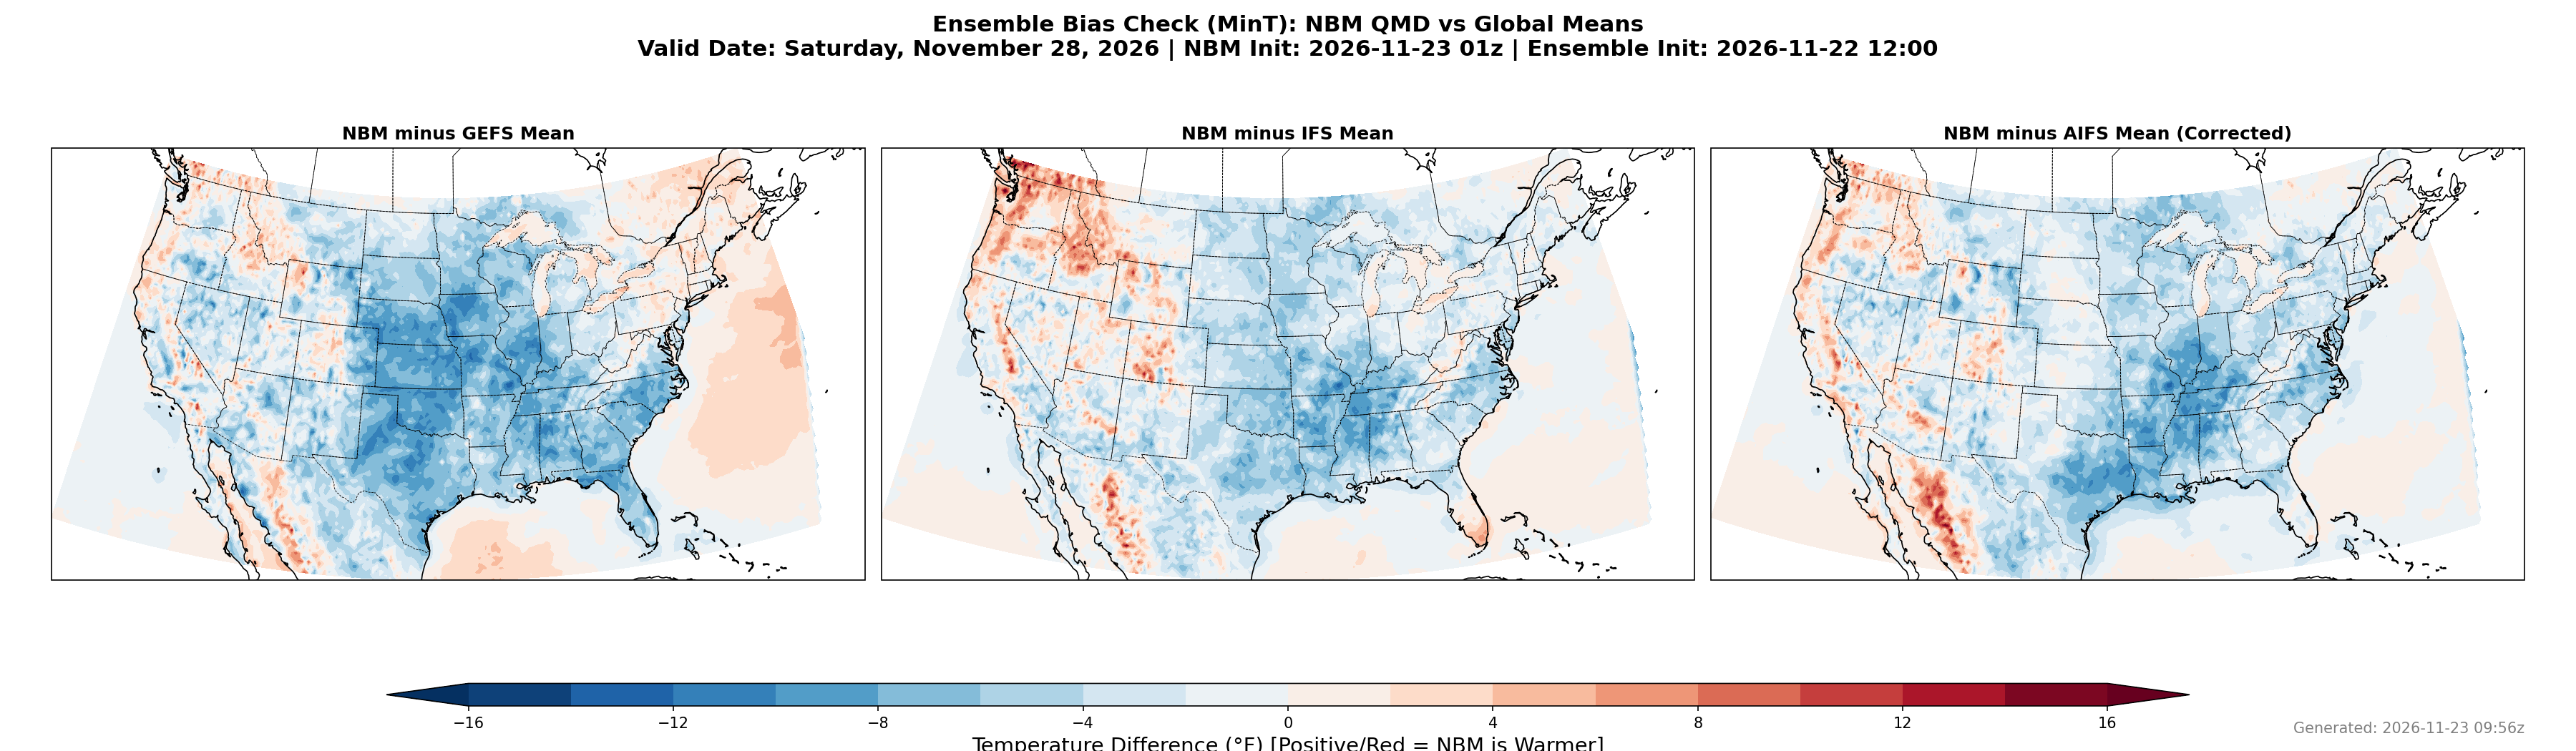 Ensemble Bias Check (MinT): NBM QMD vs Global Means
Valid Date: Saturday, November 28, 2026 | NBM Init: 2026-11-23 01z | Ensemble Init: 2026-11-22 12:00
NBM minus GEFS Mean
NBM minus IFS Mean
NBM minus AIFS Mean (Corrected)
−16 −12 −8 −4 0 4 8 12 16
Temperature Difference (°F) [Positive/Red = NBM is Warmer]
Generated: 2026-11-23 09:56z